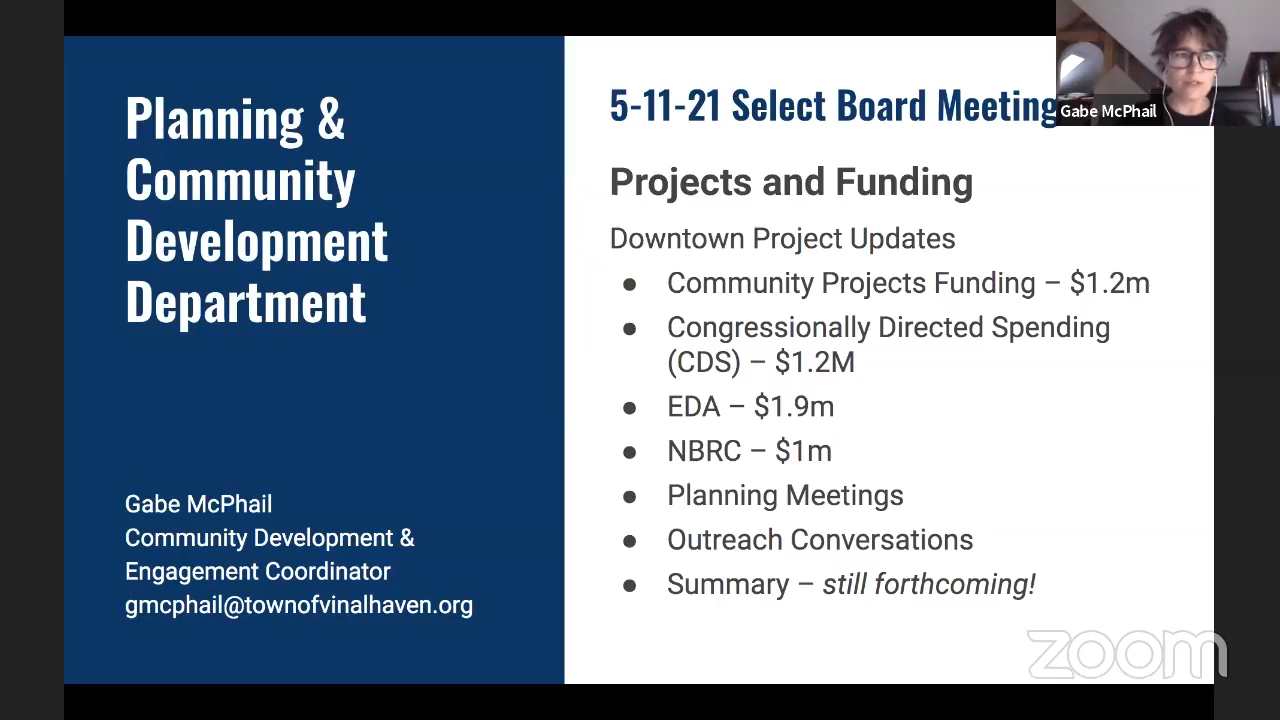 Planning &
Community
Development
Department
Gabe McPhail
Community Development &
Engagement Coordinator
gmcphail@townofvinalhaven.org
5-11-21 Select Board Meeting
Projects and Funding
Downtown Project Updates
● Community Projects Funding – $1.2m
● Congressionally Directed Spending
(CDS) – $1.2M
● EDA – $1.9m
● NBRC – $1m
● Planning Meetings
● Outreach Conversations
● Summary – still forthcoming!
Gabe McPhail
zoom